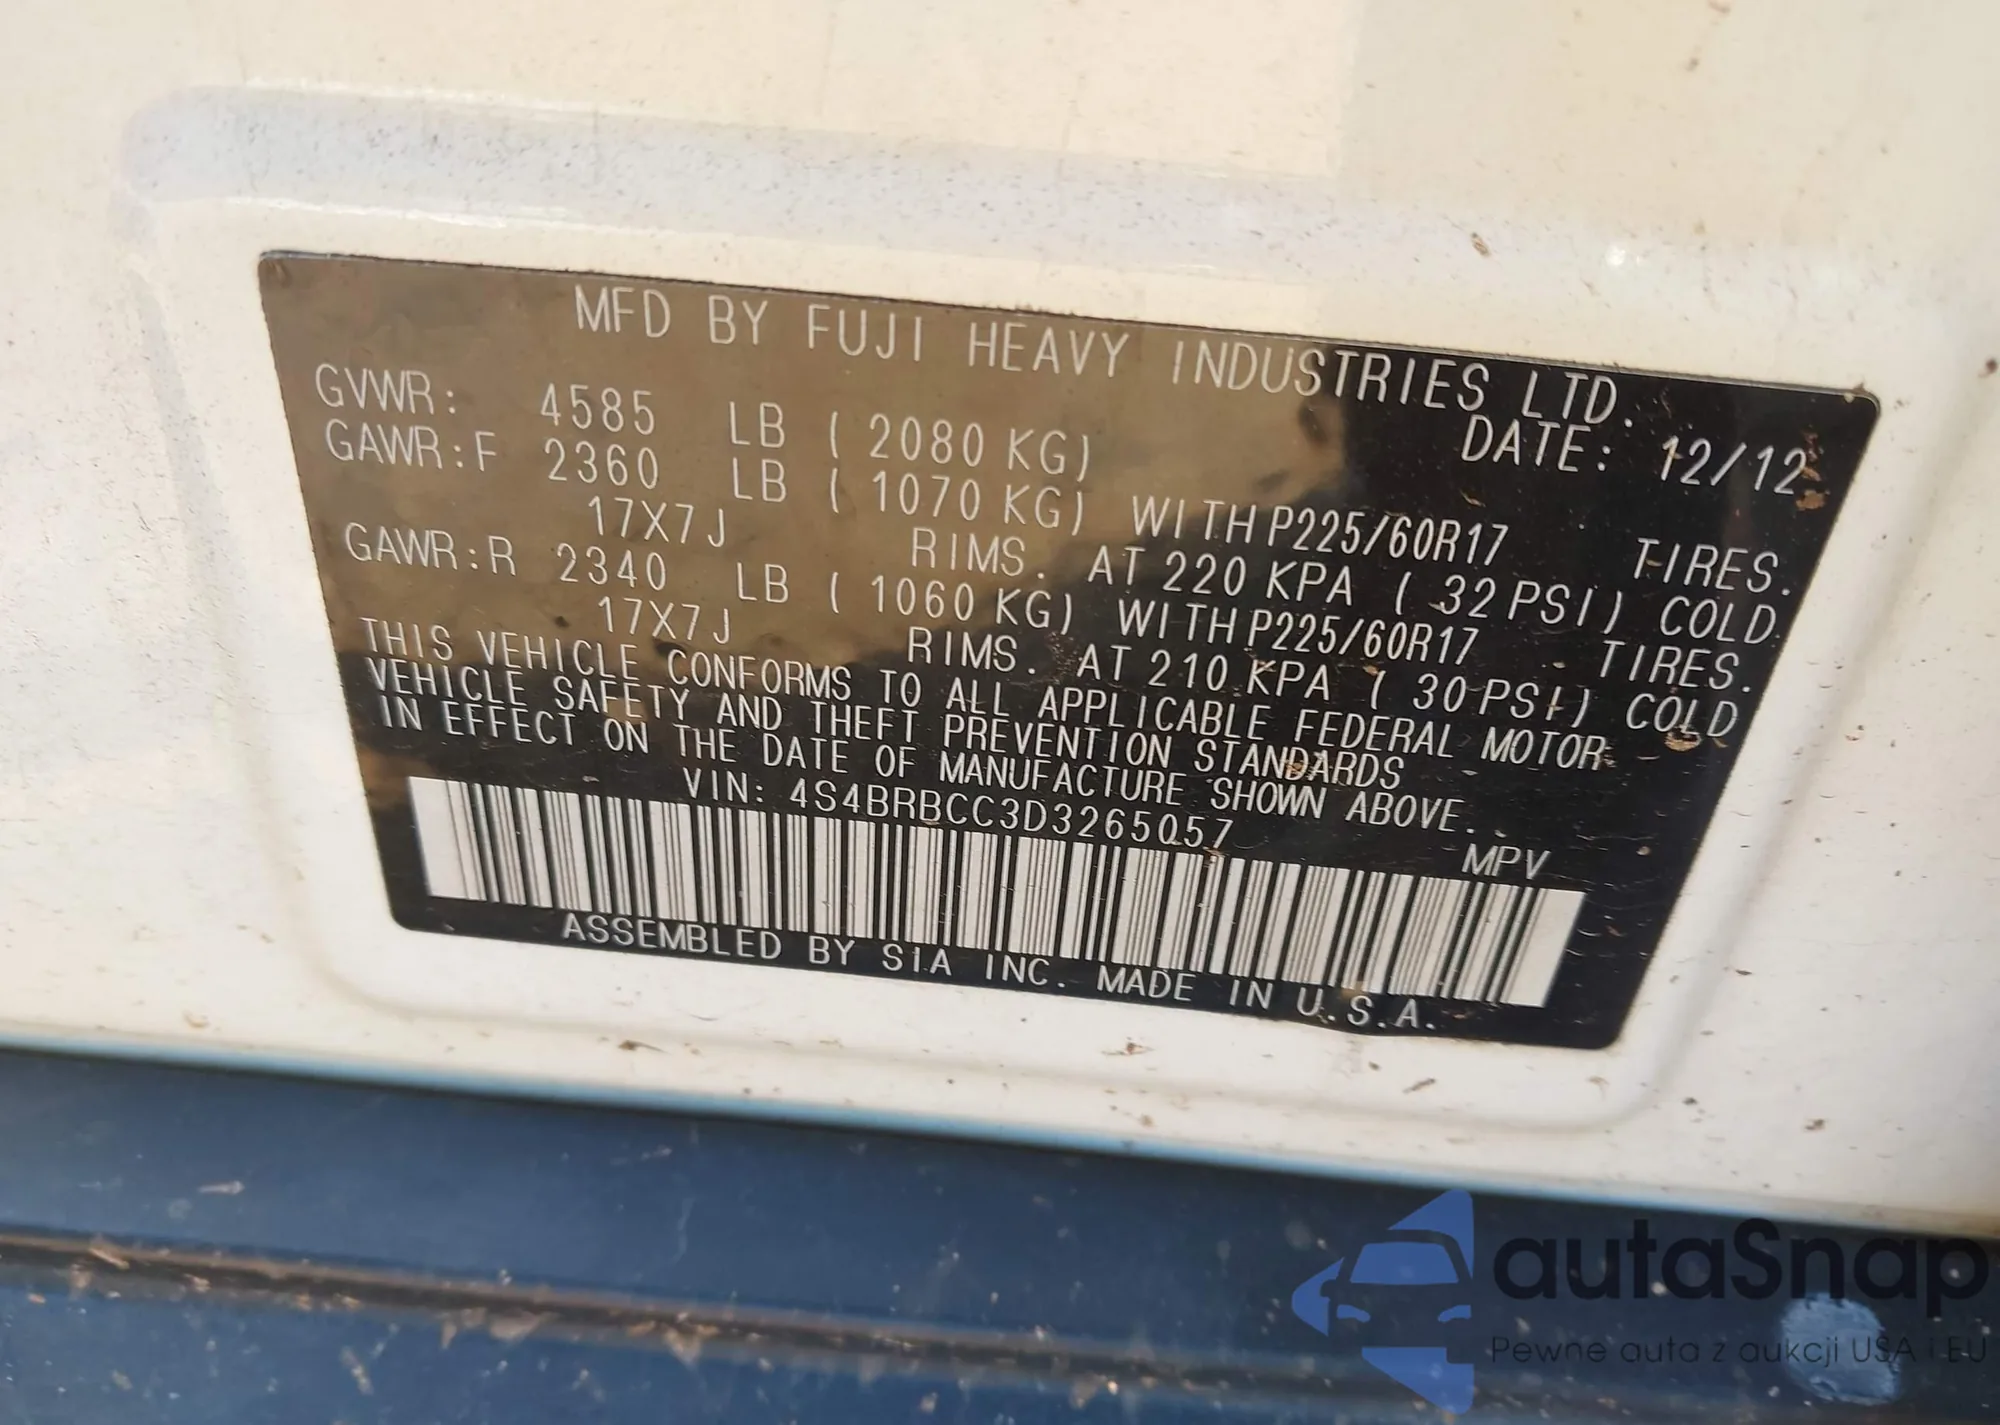 MFD BY FUJI HEAVY INDUSTRIES LTD.
DATE: 12/12
GVWR: 4585 LB ( 2080 KG)
GAWR:F 2360 LB ( 1070 KG) WITH P225/60R17 TIRES.
17X7J RIMS. AT 220 KPA ( 32 PSI) COLD.
GAWR:R 2340 LB ( 1060 KG) WITH P225/60R17 TIRES.
17X7J RIMS. AT 210 KPA ( 30 PSI) COLD
THIS VEHICLE CONFORMS TO ALL APPLICABLE FEDERAL MOTOR
VEHICLE SAFETY AND THEFT PREVENTION STANDARDS
IN EFFECT ON THE DATE OF MANUFACTURE SHOWN ABOVE.
VIN: 4S4BRBCC3D3265057 MPV
ASSEMBLED BY SIA INC. MADE IN U.S.A.
autaSnap
Pewne auta z aukcji USA i EU